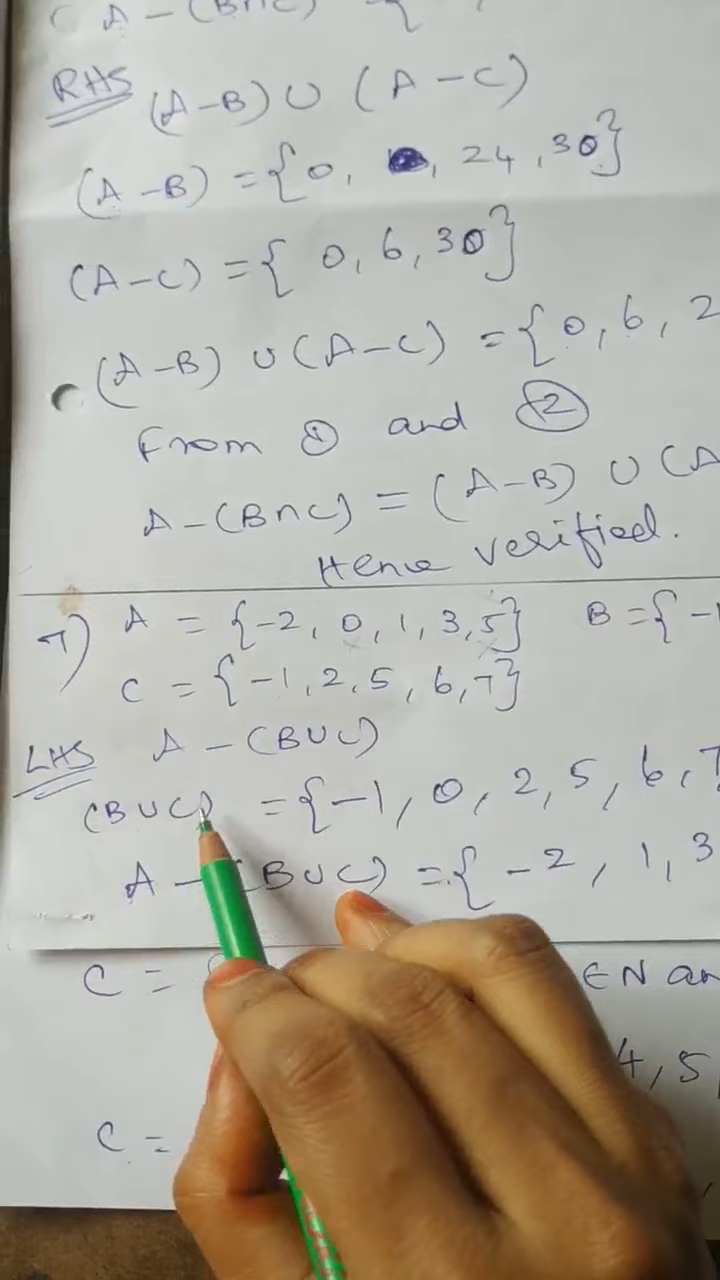 A - (B∩C) {
RHS (A-B) ∪ (A-C)
(A-B) = {0, , 24, 30}
(A-C) = { 0, 6, 30}
(A-B) ∪ (A-C) = {0, 6, 2
From ① and ②
A-(B∩C) = (A-B) ∪ (A
Hence verified.
7) A = {-2, 0, 1, 3, 5} B = {-1
C = {-1, 2, 5, 6, 7}
LHS A - (B∪C)
(B∪C) = {-1, 0, 2, 5, 6, 7
A - (B∪C) = {-2, 1, 3
C = ∈N an
4, 5,
C =